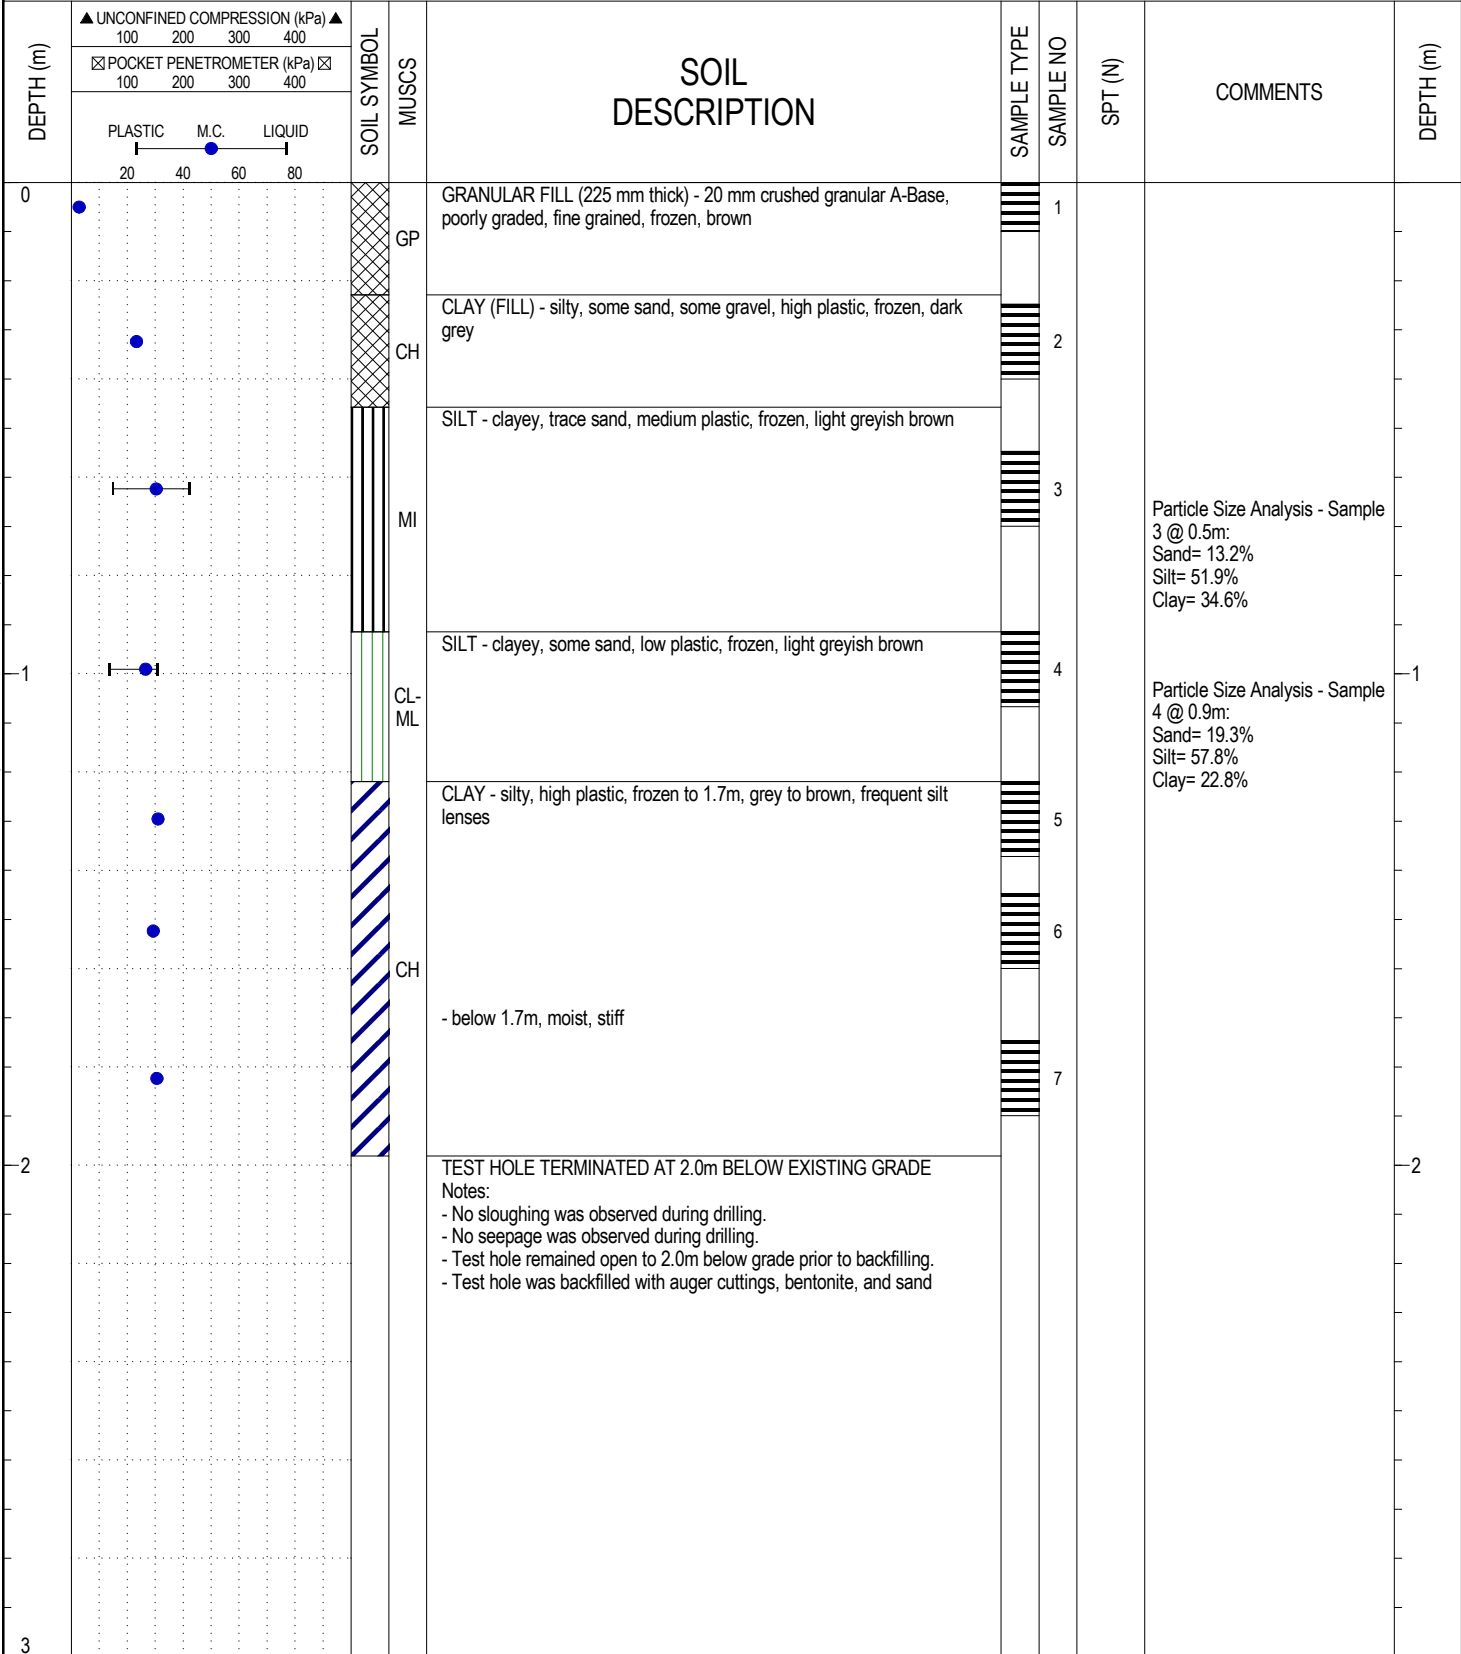 DEPTH (m)
▲ UNCONFINED COMPRESSION (kPa) ▲
100 200 300 400
☒ POCKET PENETROMETER (kPa) ☒
100 200 300 400
PLASTIC M.C. LIQUID
20 40 60 80
SOIL SYMBOL
MUSCS
SOIL
DESCRIPTION
SAMPLE TYPE
SAMPLE NO
SPT (N)
COMMENTS
DEPTH (m)
0
GRANULAR FILL (225 mm thick) - 20 mm crushed granular A-Base,
poorly graded, fine grained, frozen, brown
1
GP
CLAY (FILL) - silty, some sand, some gravel, high plastic, frozen, dark
grey
2
CH
SILT - clayey, trace sand, medium plastic, frozen, light greyish brown
3
MI
Particle Size Analysis - Sample
3 @ 0.5m:
Sand= 13.2%
Silt= 51.9%
Clay= 34.6%
SILT - clayey, some sand, low plastic, frozen, light greyish brown
4
1
1
CL-
ML
Particle Size Analysis - Sample
4 @ 0.9m:
Sand= 19.3%
Silt= 57.8%
Clay= 22.8%
CLAY - silty, high plastic, frozen to 1.7m, grey to brown, frequent silt
lenses
5
6
CH
- below 1.7m, moist, stiff
7
2
2
TEST HOLE TERMINATED AT 2.0m BELOW EXISTING GRADE
Notes:
- No sloughing was observed during drilling.
- No seepage was observed during drilling.
- Test hole remained open to 2.0m below grade prior to backfilling.
- Test hole was backfilled with auger cuttings, bentonite, and sand
3